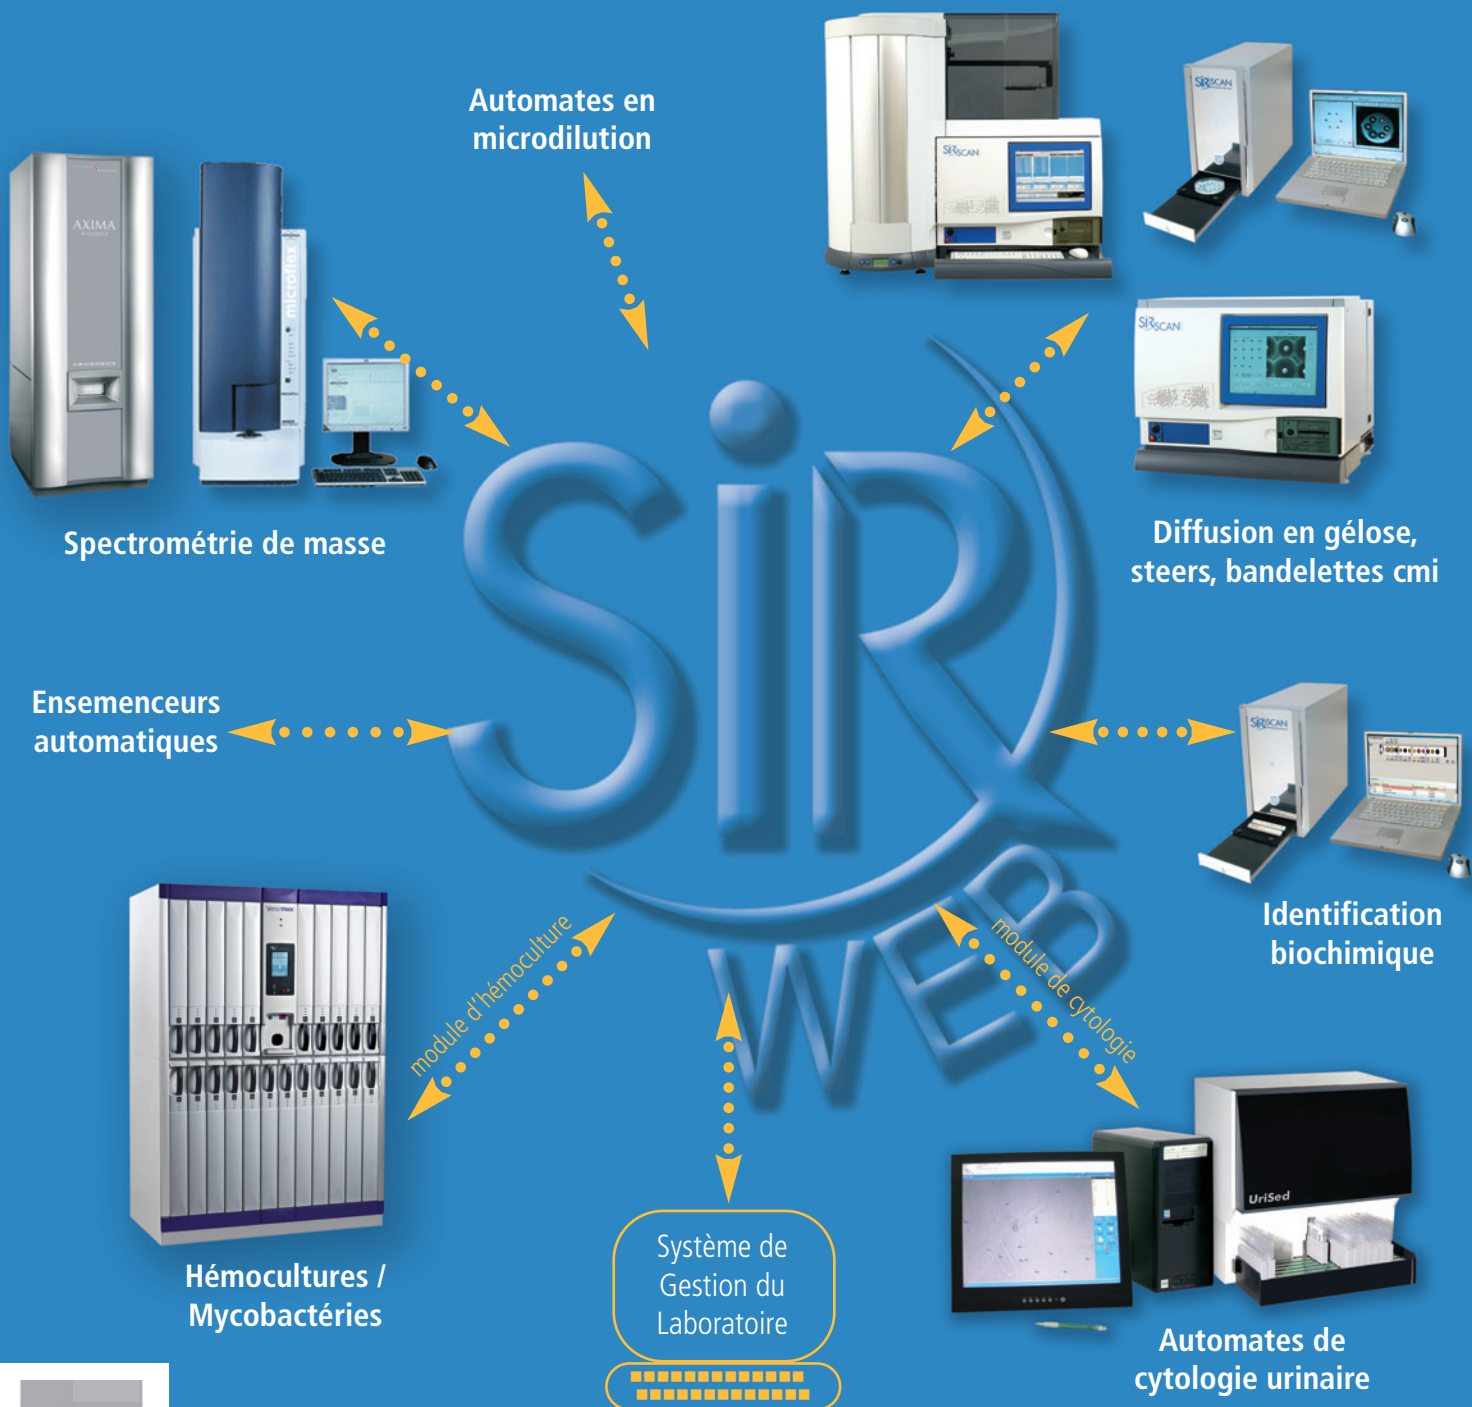 Automates en
microdilution
SiRSCAN
SiRSCAN
AXIMA
microflex
SiRSCAN
Spectrométrie de masse
Diffusion en gélose,
steers, bandelettes cmi
SiR
WEB
Ensemenceurs
automatiques
SiRSCAN
Identification
biochimique
module d'hémoculture
module de cytologie
VersaTREK
UriSed
Hémocultures /
Mycobactéries
Système de
Gestion du
Laboratoire
Automates de
cytologie urinaire